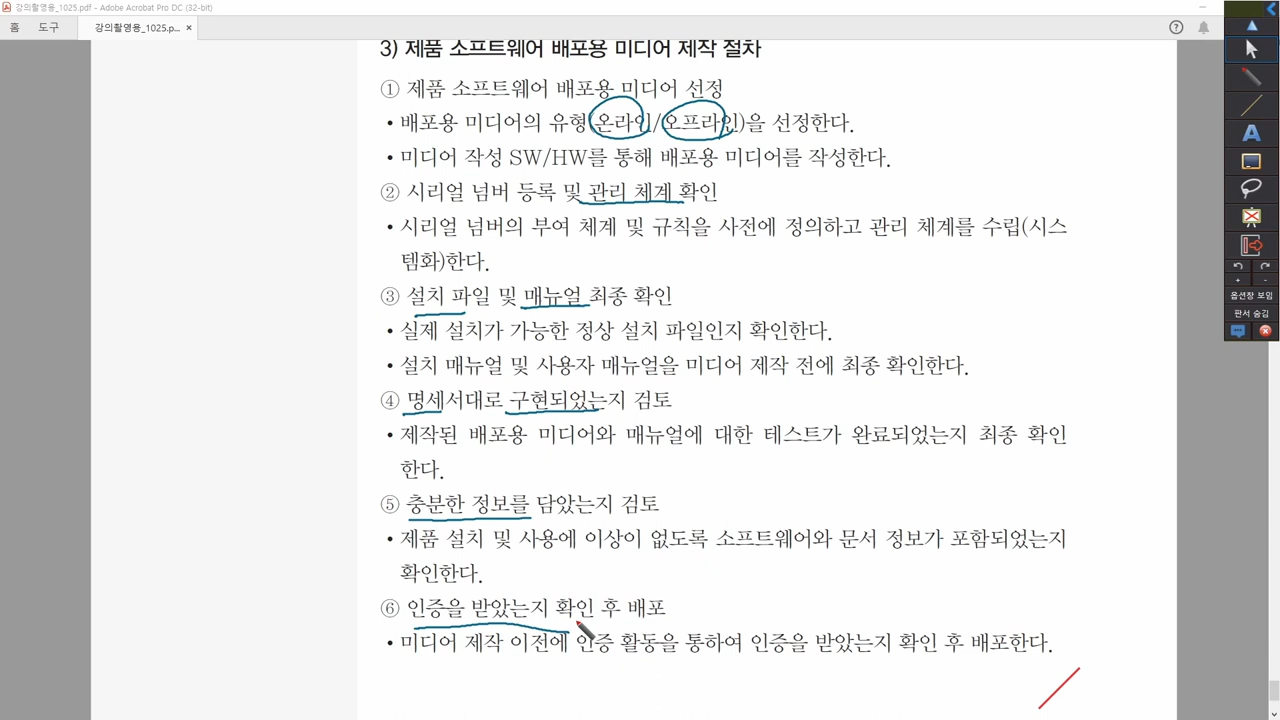 강의촬영용_1025.pdf - Adobe Acrobat Pro DC (32-bit)
홈 도구 강의촬영용_1025.p... ×
3) 제품 소프트웨어 배포용 미디어 제작 절차
① 제품 소프트웨어 배포용 미디어 선정
• 배포용 미디어의 유형(온라인/오프라인)을 선정한다.
• 미디어 작성 SW/HW를 통해 배포용 미디어를 작성한다.
② 시리얼 넘버 등록 및 관리 체계 확인
• 시리얼 넘버의 부여 체계 및 규칙을 사전에 정의하고 관리 체계를 수립(시스
템화)한다.
③ 설치 파일 및 매뉴얼 최종 확인
• 실제 설치가 가능한 정상 설치 파일인지 확인한다.
• 설치 매뉴얼 및 사용자 매뉴얼을 미디어 제작 전에 최종 확인한다.
④ 명세서대로 구현되었는지 검토
• 제작된 배포용 미디어와 매뉴얼에 대한 테스트가 완료되었는지 최종 확인
한다.
⑤ 충분한 정보를 담았는지 검토
• 제품 설치 및 사용에 이상이 없도록 소프트웨어와 문서 정보가 포함되었는지
확인한다.
⑥ 인증을 받았는지 확인 후 배포
• 미디어 제작 이전에 인증 활동을 통하여 인증을 받았는지 확인 후 배포한다.
A
옵션장 보임
판서 숨김